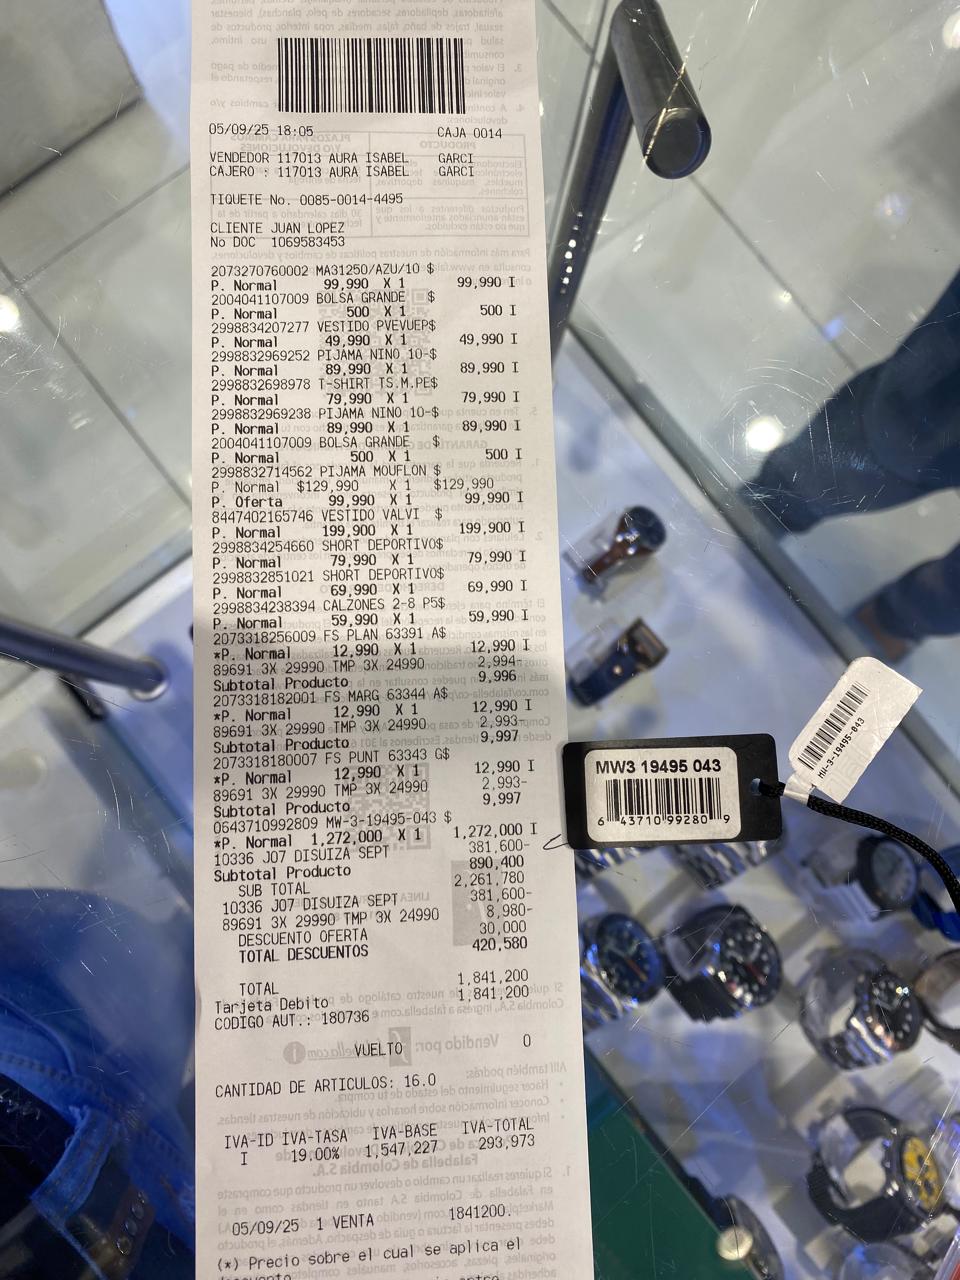 05/09/25 18:05 CAJA 0014
VENDEDOR 117013 AURA ISABEL GARCI
CAJERO : 117013 AURA ISABEL GARCI
TIQUETE No. 0085-0014-4495
CLIENTE JUAN LOPEZ
No DOC 1069583453
2073270760002 MA31250/AZU/10 $
P. Normal 99,990 X 1 99,990 I
2004041107009 BOLSA GRANDE $
P. Normal 500 X 1 500 I
2998834207277 VESTIDO PVEVUEP$
P. Normal 49,990 X 1 49,990 I
2998832969252 PIJAMA NINO 10-$
P. Normal 89,990 X 1 89,990 I
2998832698978 T-SHIRT TS.M.PE$
P. Normal 79,990 X 1 79,990 I
2998832969238 PIJAMA NINO 10-$
P. Normal 89,990 X 1 89,990 I
2004041107009 BOLSA GRANDE $
P. Normal 500 X 1 500 I
2998832714562 PIJAMA MOUFLON $
P. Normal $129,990 X 1 $129,990
P. Oferta 99,990 X 1 99,990 I
8447402165746 VESTIDO VALVI $
P. Normal 199,900 X 1 199,900 I
2998834254660 SHORT DEPORTIVO$
P. Normal 79,990 X 1 79,990 I
2998832851021 SHORT DEPORTIVO$
P. Normal 69,990 X 1 69,990 I
2998834238394 CALZONES 2-8 P5$
P. Normal 59,990 X 1 59,990 I
2073318256009 FS PLAN 63391 A$
*P. Normal 12,990 X 1 12,990 I
89691 3X 29990 TMP 3X 24990 2,994-
Subtotal Producto 9,996
2073318182001 FS MARG 63344 A$
*P. Normal 12,990 X 1 12,990 I
89691 3X 29990 TMP 3X 24990 2,993-
Subtotal Producto 9,997
2073318180007 FS PUNT 63343 G$
*P. Normal 12,990 X 1 12,990 I
89691 3X 29990 TMP 3X 24990 2,993-
Subtotal Producto 9,997
0643710992809 MW-3-19495-043 $
*P. Normal 1,272,000 X 1 1,272,000 I
10336 J07 DISUIZA SEPT 381,600-
Subtotal Producto 890,400
SUB TOTAL 2,261,780
10336 J07 DISUIZA SEPT 381,600-
89691 3X 29990 TMP 3X 24990 8,980-
DESCUENTO OFERTA 30,000
TOTAL DESCUENTOS 420,580
TOTAL 1,841,200
Tarjeta Debito 1,841,200
CODIGO AUT.: 180736
VUELTO 0
CANTIDAD DE ARTICULOS: 16.0
IVA-ID IVA-TASA IVA-BASE IVA-TOTAL
I 19.00% 1,547,227 293,973
05/09/25 1 VENTA 1841200.
(*) Precio sobre el cual se aplica el
MW3 19495 043
6 43710 99280 9
MW-3-19495-043